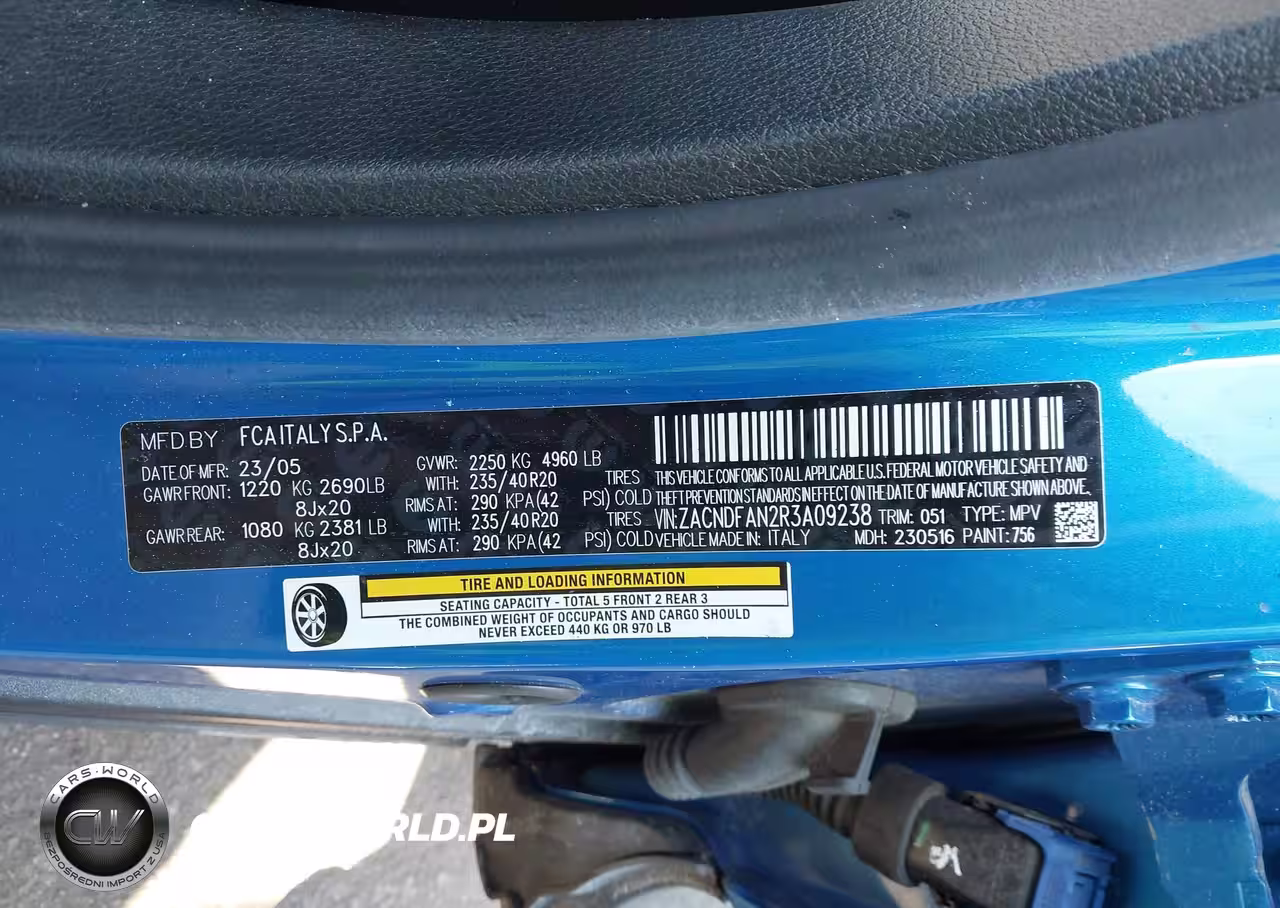 MFD BY FCA ITALY S.P.A.
DATE OF MFR: 23/05 GVWR: 2250 KG 4960 LB
GAWR FRONT: 1220 KG 2690LB WITH: 235/40R20 TIRES
8Jx20 RIMS AT: 290 KPA(42 PSI) COLD
GAWR REAR: 1080 KG 2381 LB WITH: 235/40R20 TIRES
8Jx20 RIMS AT: 290 KPA(42 PSI) COLD
THIS VEHICLE CONFORMS TO ALL APPLICABLE U.S. FEDERAL MOTOR VEHICLE SAFETY AND
THEFT PREVENTION STANDARDS IN EFFECT ON THE DATE OF MANUFACTURE SHOWN ABOVE.
VIN: ZACNDFAN2R3A09238 TRIM: 051 TYPE: MPV
VEHICLE MADE IN: ITALY MDH: 230516 PAINT: 756
TIRE AND LOADING INFORMATION
SEATING CAPACITY - TOTAL 5 FRONT 2 REAR 3
THE COMBINED WEIGHT OF OCCUPANTS AND CARGO SHOULD
NEVER EXCEED 440 KG OR 970 LB
CARS-WORLD
CW
BEZPOŚREDNI IMPORT Z USA